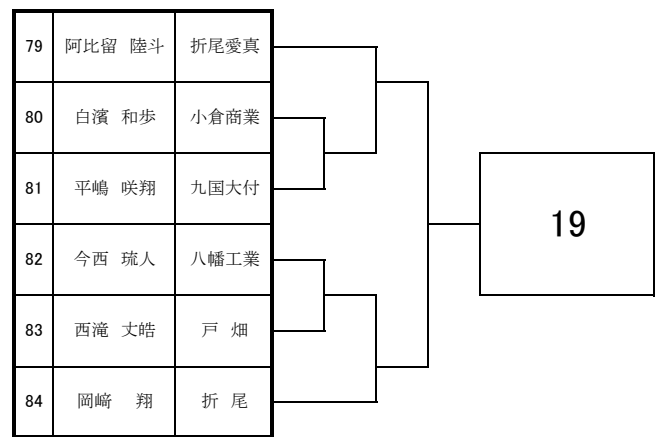 79 阿比留 陸斗 折尾愛真
80 白濱 和歩 小倉商業
81 平嶋 咲翔 九国大付
82 今西 琉人 八幡工業
83 西滝 丈皓 戸 畑
84 岡﨑 翔 折 尾
19